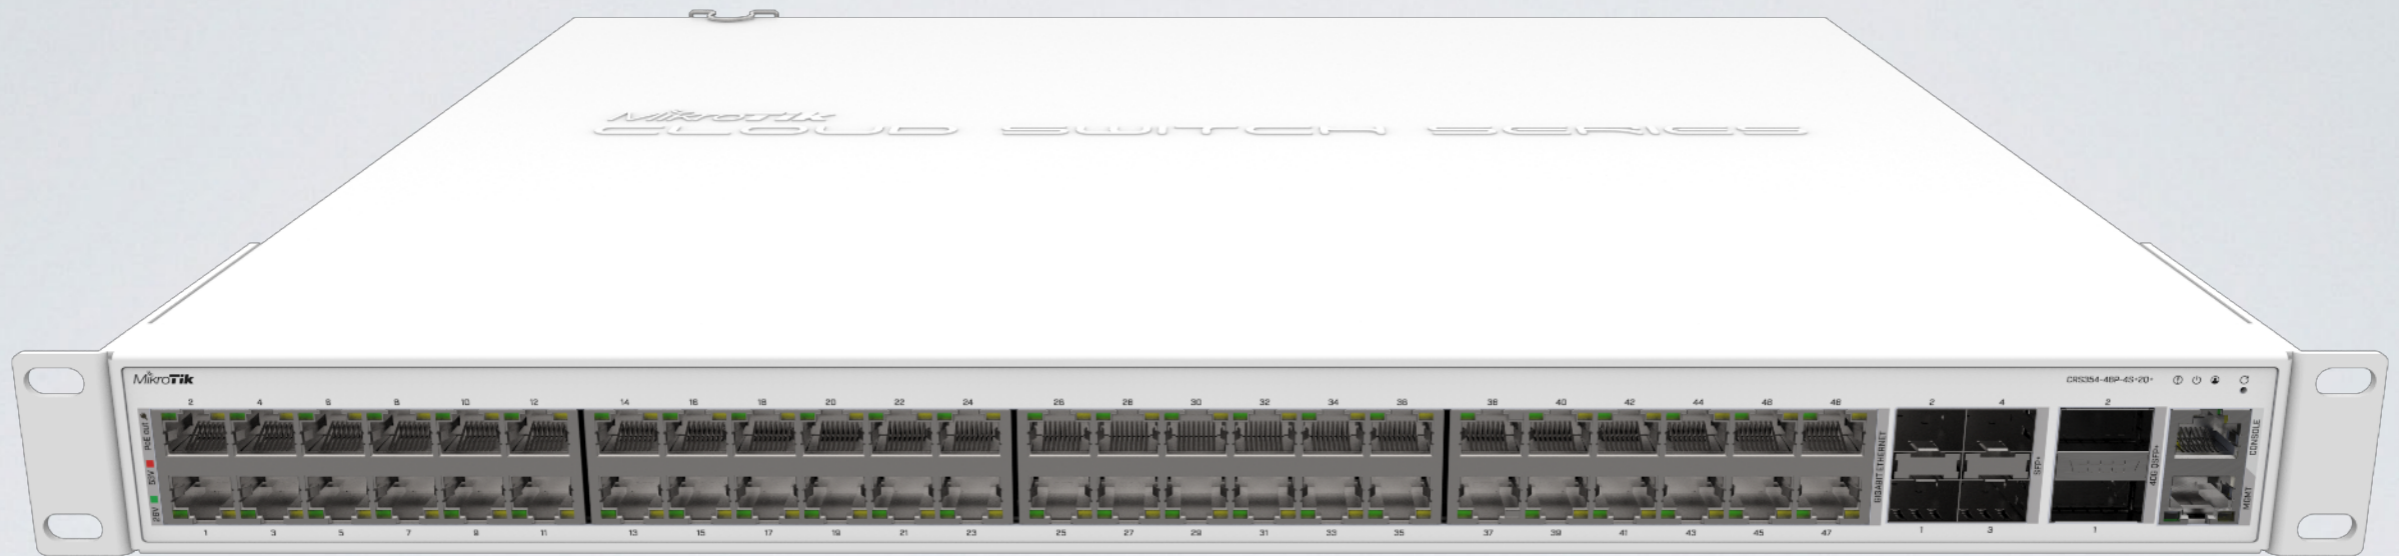 MikroTik
CLOUD SWITCH SERIES
MikroTik
CRS354-48P-4S+2Q+
2 4 6 8 10 12 14 16 18 20 22 24 26 28 30 32 34 36 38 40 42 44 46 48 2 4 2
PoE out
50V
26V
GIGABIT ETHERNET
SFP+
40G QSFP+
CONSOLE
MGMT
1 3 5 7 9 11 13 15 17 19 21 23 25 27 29 31 33 35 37 39 41 43 45 47 1 3 1